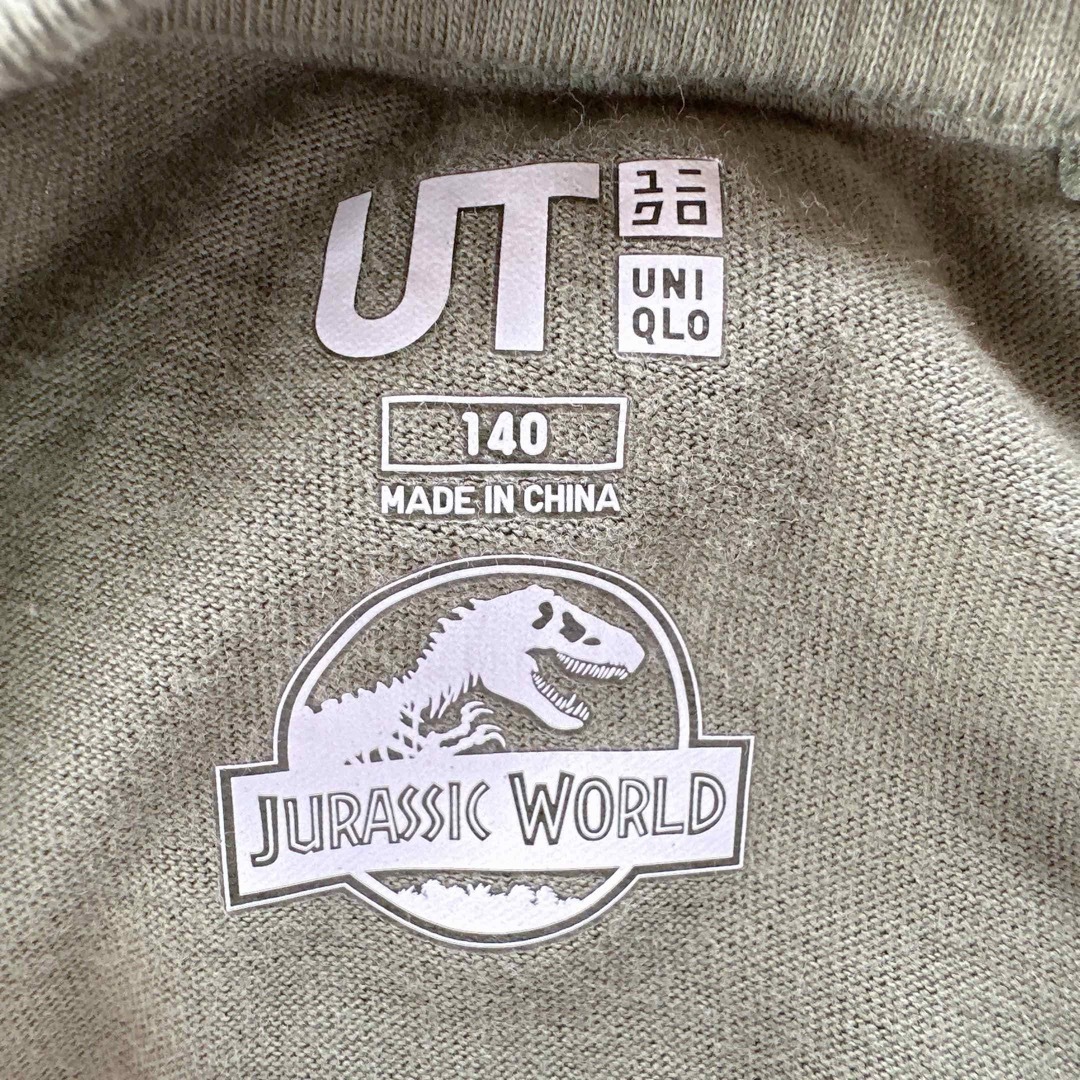 UT
ユニ
クロ
UNI
QLO
140
MADE IN CHINA
JURASSIC WORLD